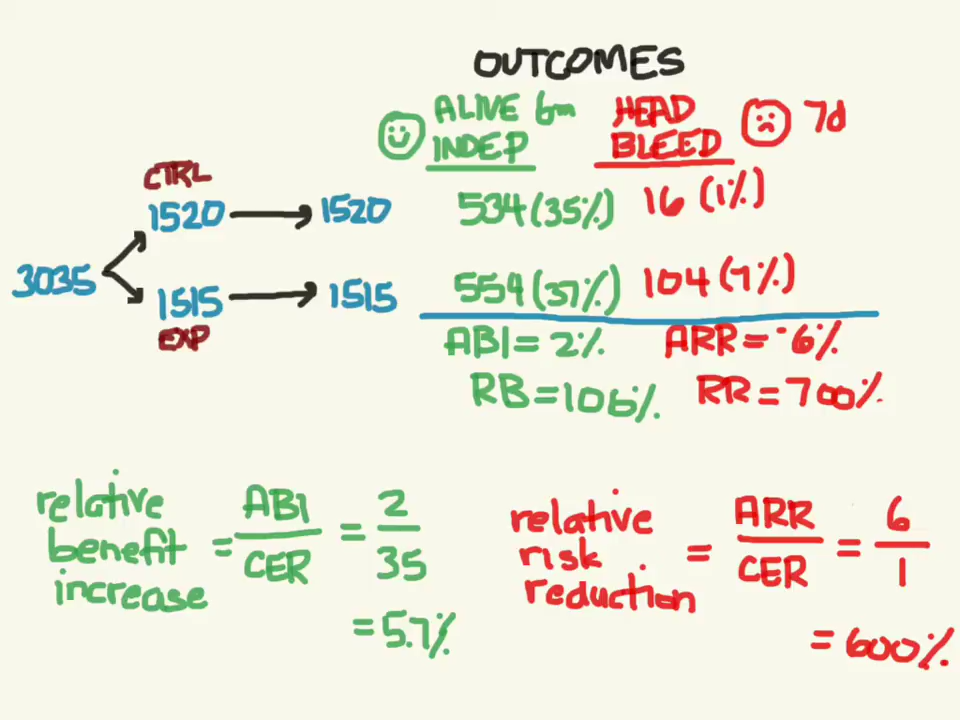 OUTCOMES
ALIVE 6m
INDEP
HEAD
BLEED
7d
CTRL
1520
1520
534 (35%)
16 (1%)
3035
1515
1515
554 (37%)
104 (7%)
EXP
ABI = 2%
ARR = -6%
RB = 106%
RR = 700%
relative
benefit
increase
= ABI
CER
= 2
35
= 5.7%
relative
risk
reduction
= ARR
CER
= 6
1
= 600%